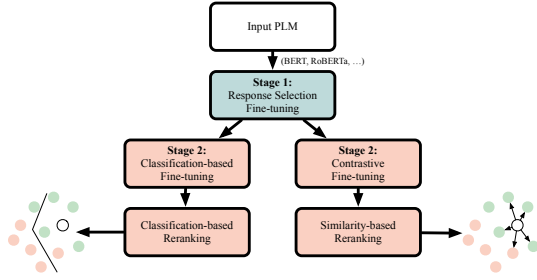 Input PLM
(BERT, RoBERTa, ...)
Stage 1:
Response Selection
Fine-tuning
Stage 2:
Classification-based
Fine-tuning
Stage 2:
Contrastive
Fine-tuning
Classification-based
Reranking
Similarity-based
Reranking